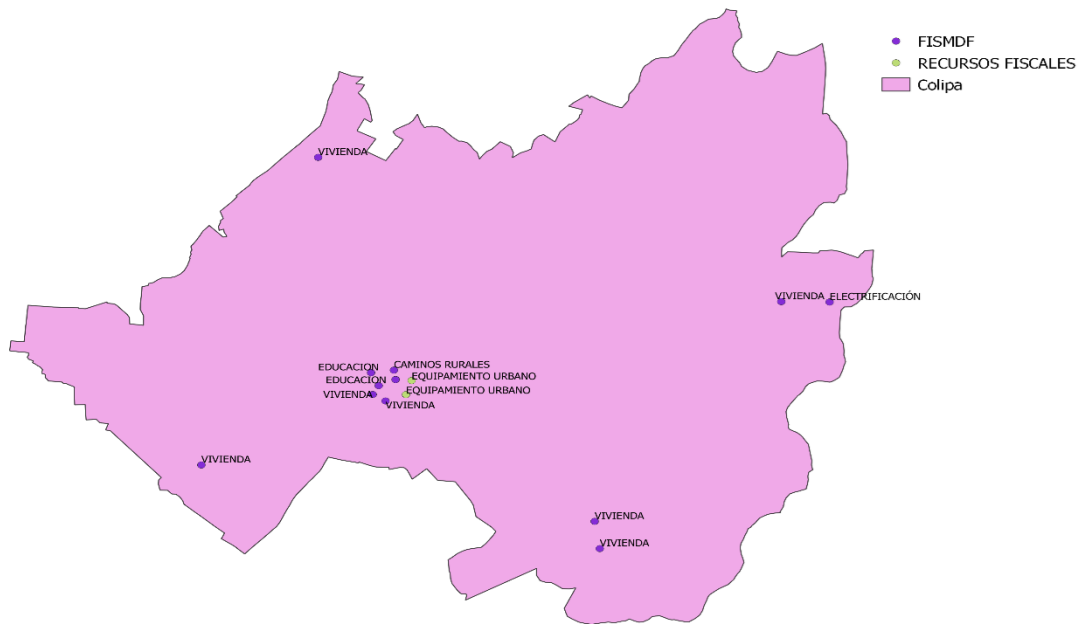 FISMDF
RECURSOS FISCALES
Colipa
VIVIENDA
VIVIENDA
ELECTRIFICACIÓN
EDUCACION
CAMINOS RURALES
EDUCACION
EQUIPAMIENTO URBANO
VIVIENDA
EQUIPAMIENTO URBANO
VIVIENDA
VIVIENDA
VIVIENDA
VIVIENDA